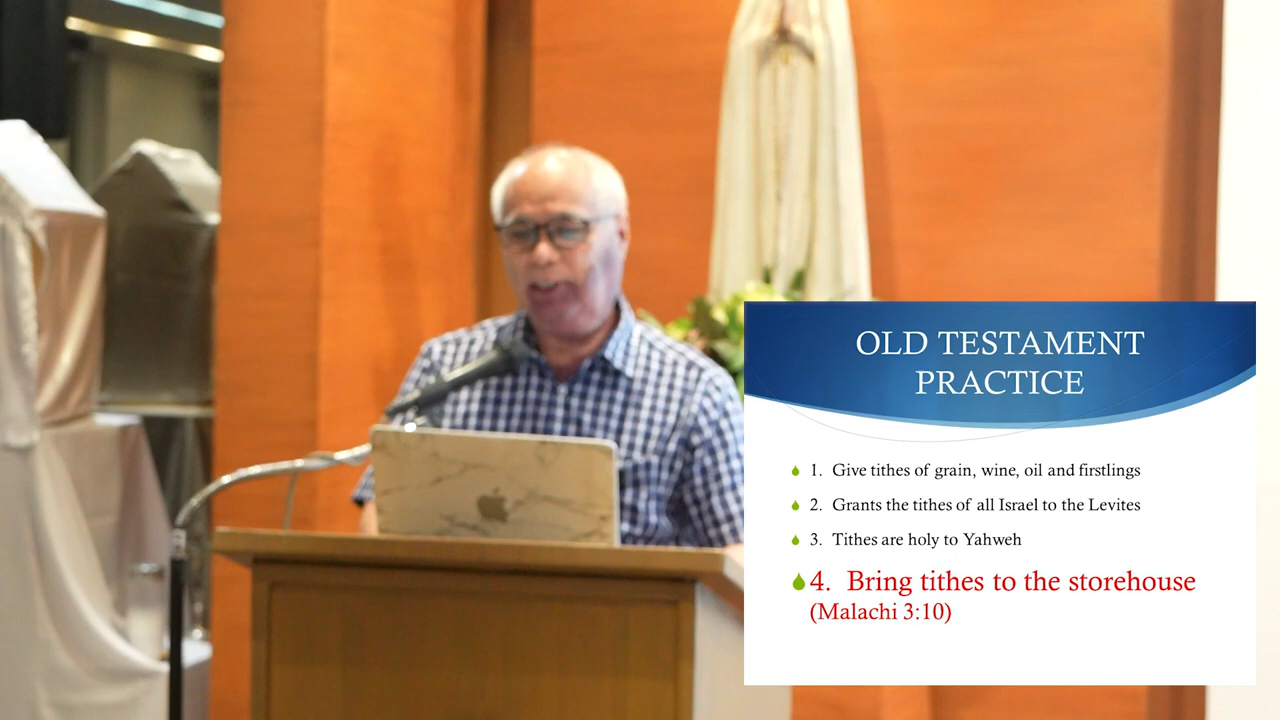 OLD TESTAMENT
PRACTICE
1. Give tithes of grain, wine, oil and firstlings
2. Grants the tithes of all Israel to the Levites
3. Tithes are holy to Yahweh
4. Bring tithes to the storehouse
(Malachi 3:10)